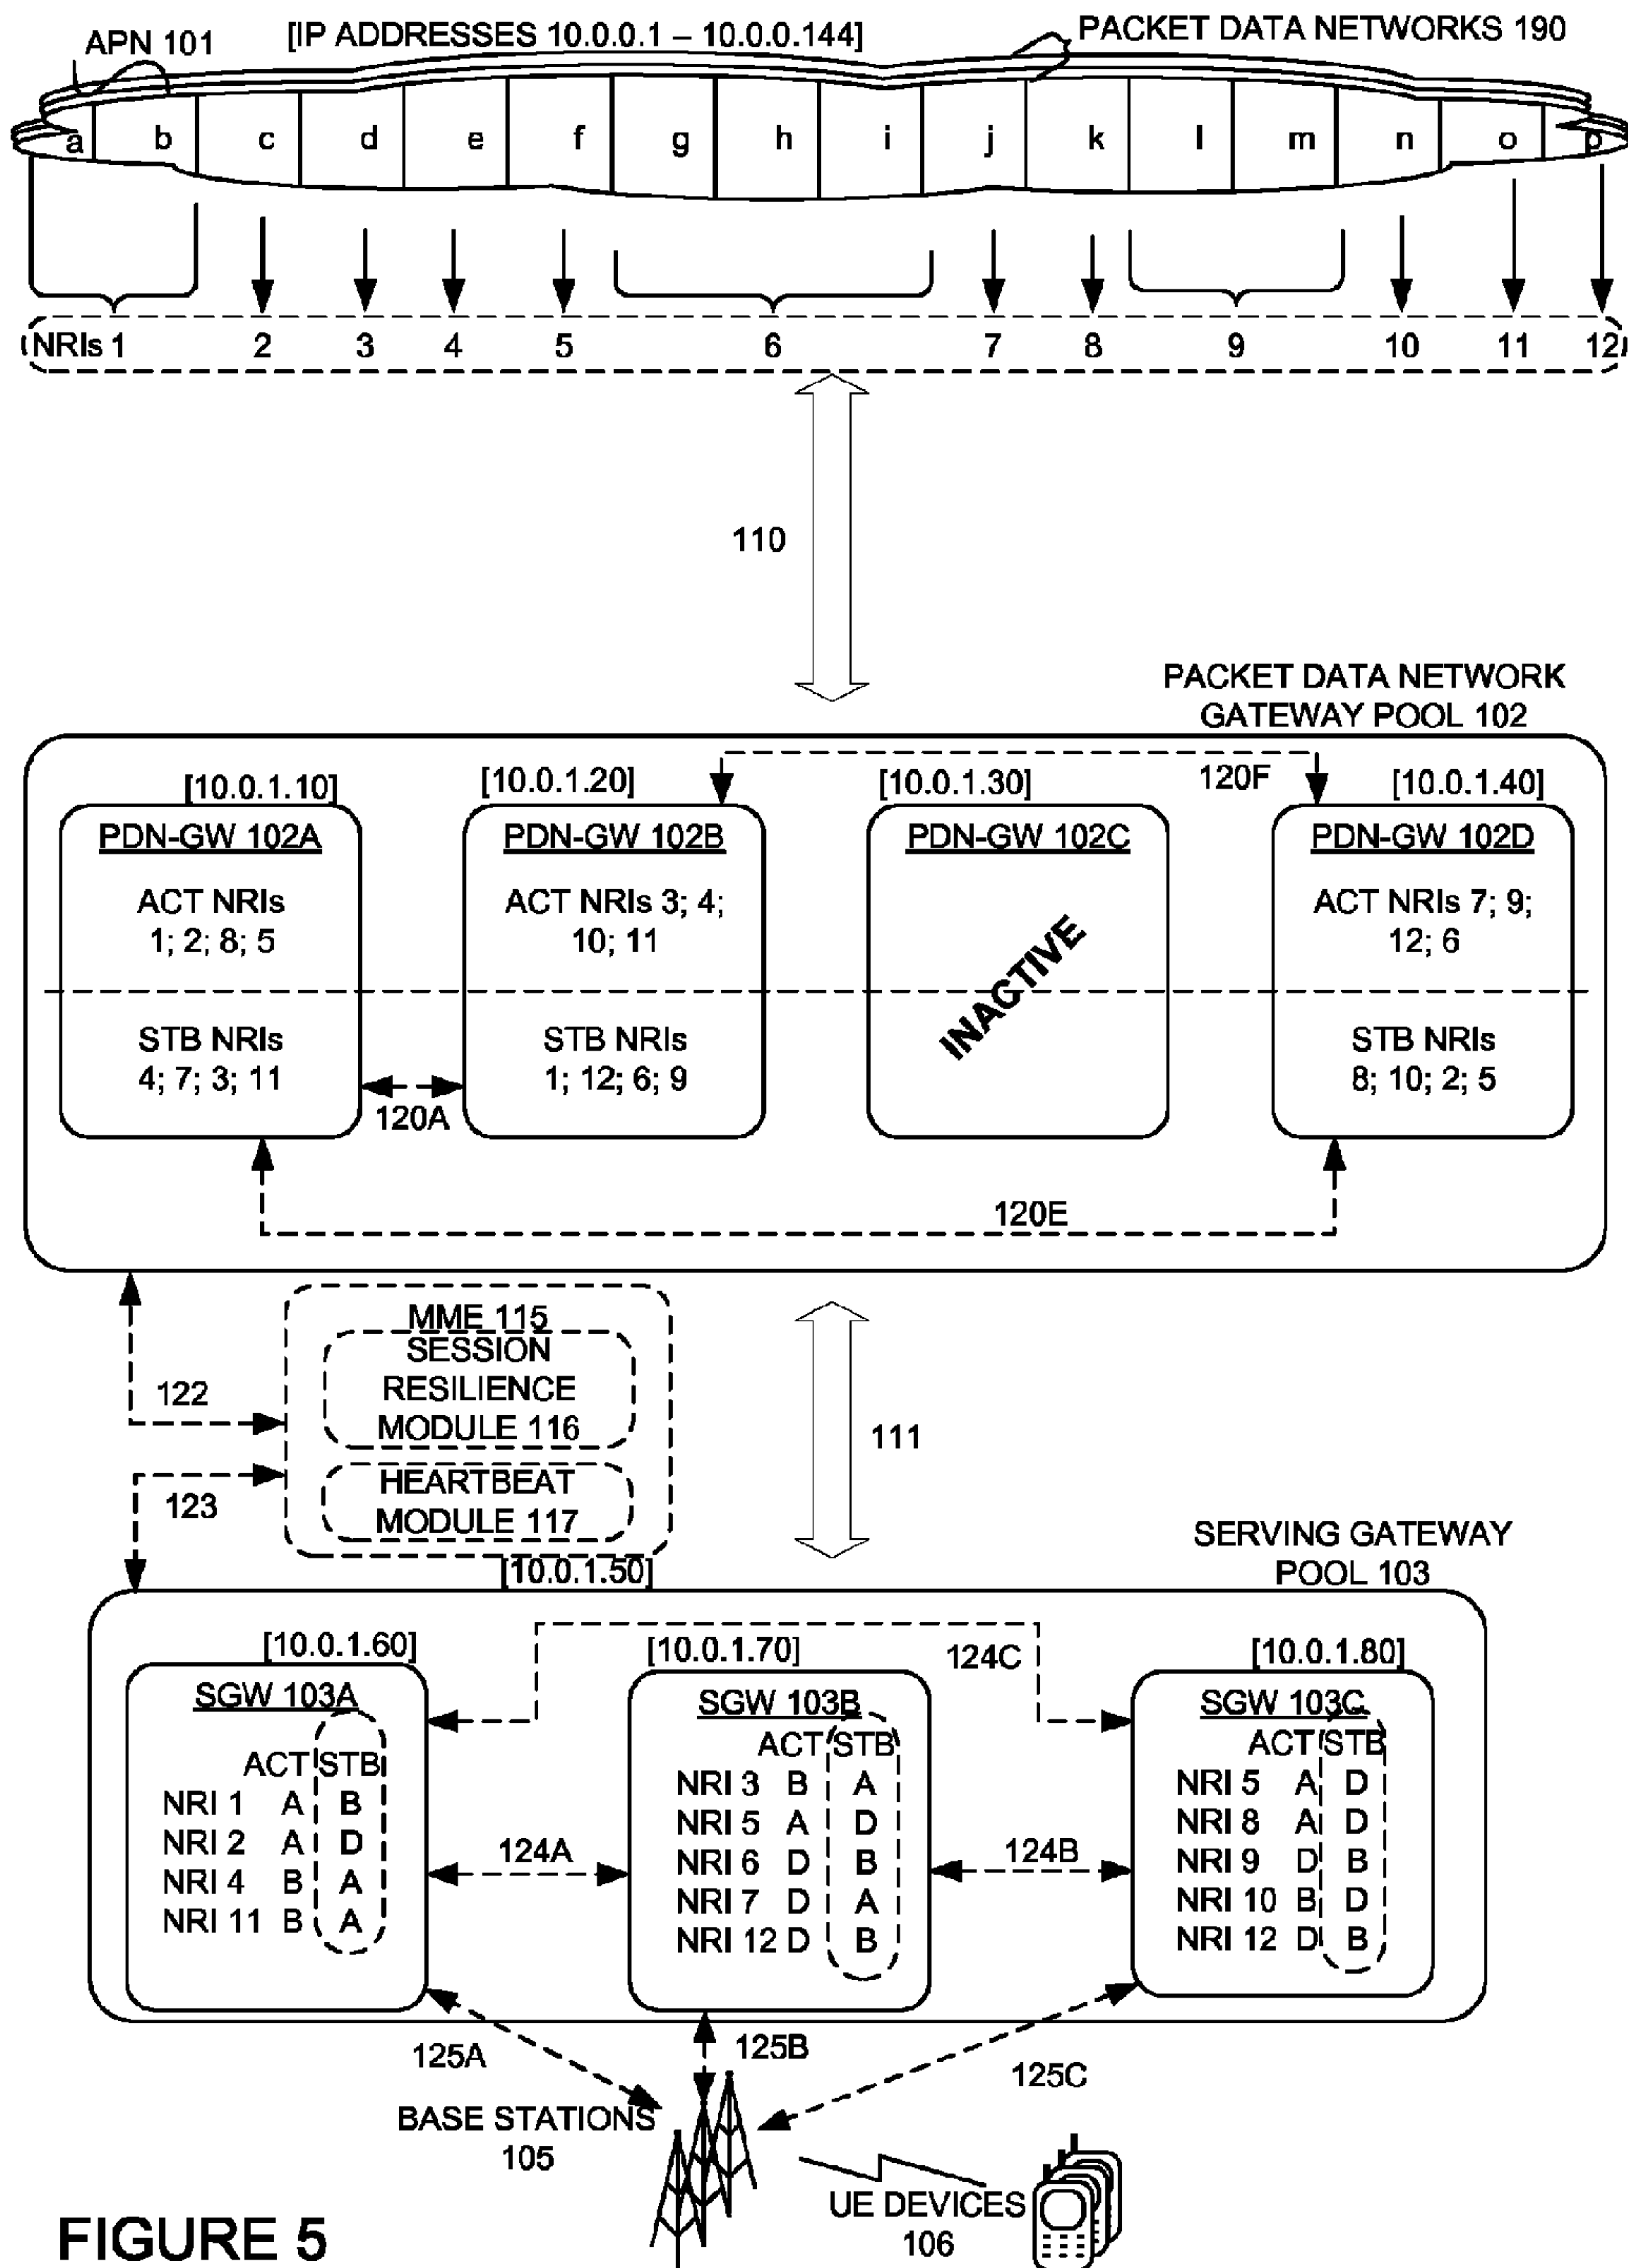 APN 101
[IP ADDRESSES 10.0.0.1 – 10.0.0.144]
PACKET DATA NETWORKS 190
a b c d e f g h i j k l m n o p
NRIs 1 2 3 4 5 6 7 8 9 10 11 12
110
PACKET DATA NETWORK
GATEWAY POOL 102
120F
[10.0.1.10]
PDN-GW 102A
ACT NRIs
1; 2; 8; 5
STB NRIs
4; 7; 3; 11
120A
[10.0.1.20]
PDN-GW 102B
ACT NRIs 3; 4;
10; 11
STB NRIs
1; 12; 6; 9
[10.0.1.30]
PDN-GW 102C
INACTIVE
[10.0.1.40]
PDN-GW 102D
ACT NRIs 7; 9;
12; 6
STB NRIs
8; 10; 2; 5
120E
122
MME 115
SESSION
RESILIENCE
MODULE 116
HEARTBEAT
MODULE 117
[10.0.1.50]
123
111
SERVING GATEWAY
POOL 103
[10.0.1.60]
SGW 103A
ACT STB
NRI 1 A B
NRI 2 A D
NRI 4 B A
NRI 11 B A
124A
124C
[10.0.1.70]
SGW 103B
ACT STB
NRI 3 B A
NRI 5 A D
NRI 6 D B
NRI 7 D A
NRI 12 D B
124B
[10.0.1.80]
SGW 103C
ACT STB
NRI 5 A D
NRI 8 A D
NRI 9 D B
NRI 10 B D
NRI 12 D B
125A
125B
125C
BASE STATIONS
105
UE DEVICES
106
FIGURE 5